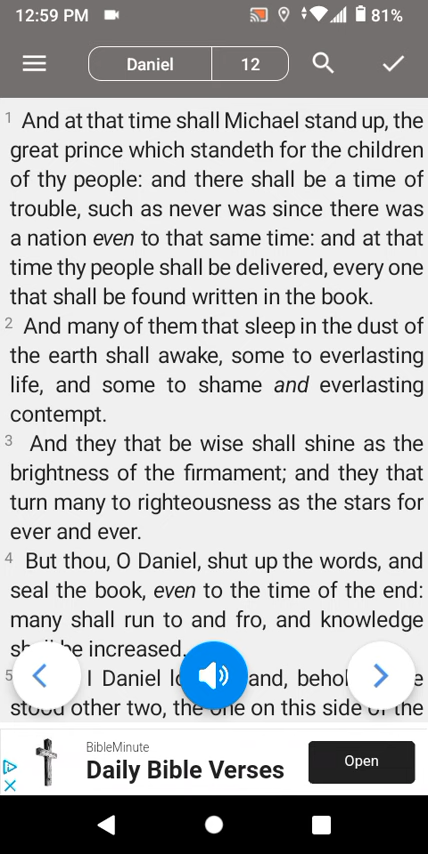 12:59 PM 81%
Daniel 12
1 And at that time shall Michael stand up, the
great prince which standeth for the children
of thy people: and there shall be a time of
trouble, such as never was since there was
a nation even to that same time: and at that
time thy people shall be delivered, every one
that shall be found written in the book.
2 And many of them that sleep in the dust of
the earth shall awake, some to everlasting
life, and some to shame and everlasting
contempt.
3 And they that be wise shall shine as the
brightness of the firmament; and they that
turn many to righteousness as the stars for
ever and ever.
4 But thou, O Daniel, shut up the words, and
seal the book, even to the time of the end:
many shall run to and fro, and knowledge
be increased.
5 I Daniel and,
stood other two, the one on this side of the
BibleMinute
Daily Bible Verses
Open